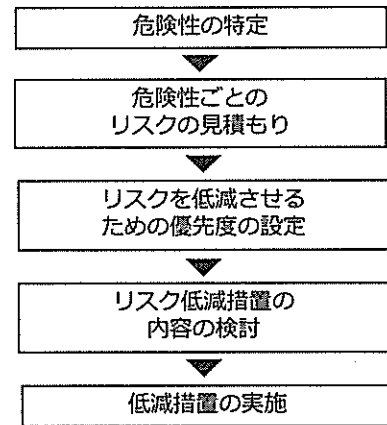 危険性の特定
危険性ごとの
リスクの見積もり
リスクを低減させる
ための優先度の設定
リスク低減措置の
内容の検討
低減措置の実施